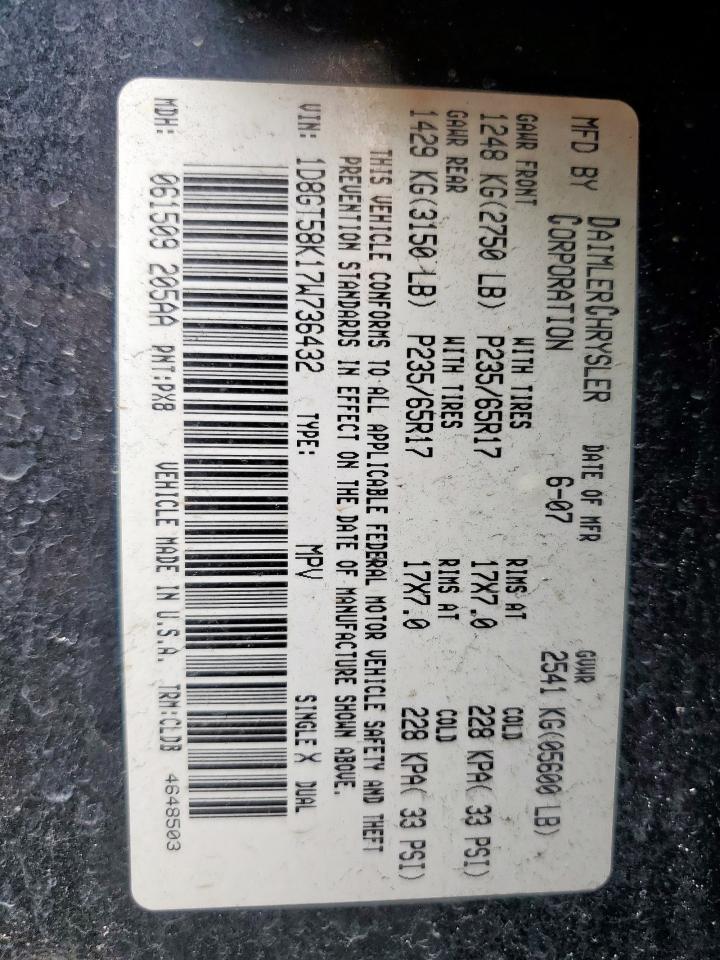 MFD BY DAIMLERCHRYSLER CORPORATION DATE OF MFR 6-07 GVWR 2541 KG(05600 LB)
GAWR FRONT WITH TIRES RIMS AT COLD
1248 KG(2750 LB) P235/65R17 17X7.0 228 KPA( 33 PSI)
GAWR REAR WITH TIRES RIMS AT COLD
1429 KG(3150 LB) P235/65R17 17X7.0 228 KPA( 33 PSI)
THIS VEHICLE CONFORMS TO ALL APPLICABLE FEDERAL MOTOR VEHICLE SAFETY AND THEFT
PREVENTION STANDARDS IN EFFECT ON THE DATE OF MANUFACTURE SHOWN ABOVE.
VIN: 1D8GT58K17W736432 TYPE: MPV SINGLE X DUAL
MDH: 061509 205AA PNT:PX8 VEHICLE MADE IN U.S.A. TRM:CLDB 4648503